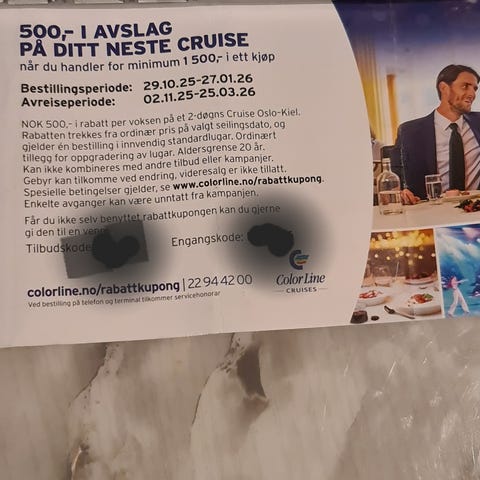 500,- I AVSLAG
PÅ DITT NESTE CRUISE
når du handler for minimum 1 500,- i ett kjøp
Bestillingsperiode: 29.10.25-27.01.26
Avreiseperiode: 02.11.25-25.03.26
NOK 500,- i rabatt per voksen på et 2-døgns Cruise Oslo-Kiel.
Rabatten trekkes fra ordinær pris på valgt seilingsdato, og
gjelder én bestilling i innvendig standardlugar. Ordinært
tillegg for oppgradering av lugar. Aldersgrense 20 år.
Kan ikke kombineres med andre tilbud eller kampanjer.
Gebyr kan tilkomme ved endring, videresalg er ikke tillatt.
Spesielle betingelser gjelder, se www.colorline.no/rabattkupong.
Enkelte avganger kan være unntatt fra kampanjen.
Får du ikke selv benyttet rabattkupongen kan du gjerne
gi den til en venn
Tilbudskode:
Engangskode:
colorline.no/rabattkupong | 22 94 42 00
Ved bestilling på telefon og terminal tilkommer servicehonorar
Color Line
CRUISES